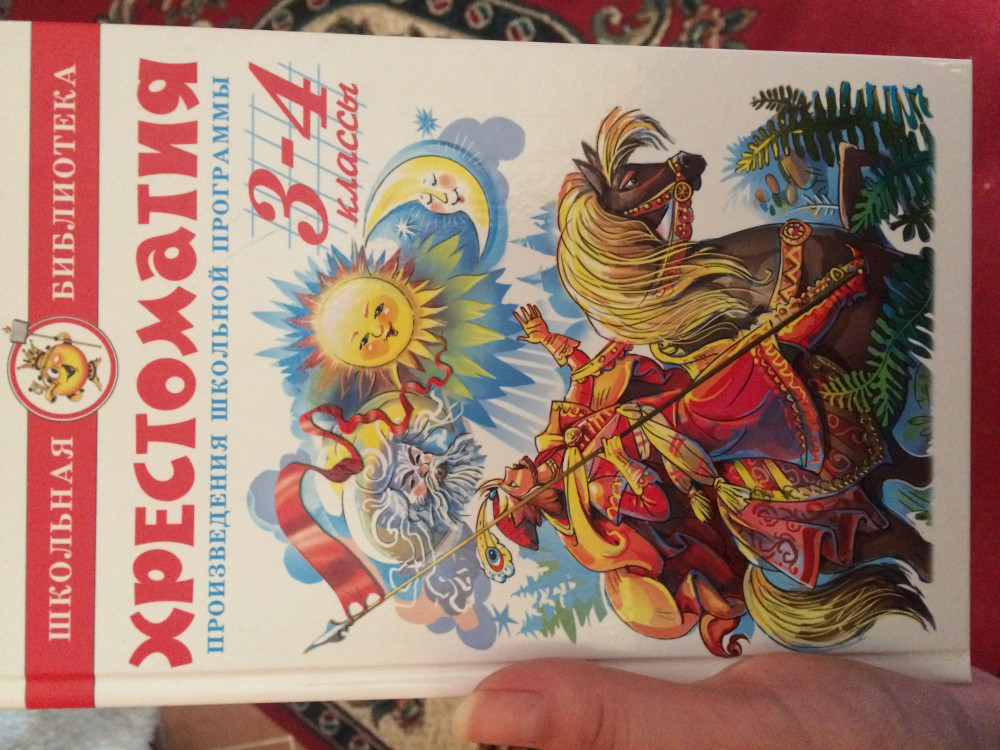 ШКОЛЬНАЯ БИБЛИОТЕКА
ХРЕСТОМАТИЯ
ПРОИЗВЕДЕНИЯ ШКОЛЬНОЙ ПРОГРАММЫ
3-4
классы